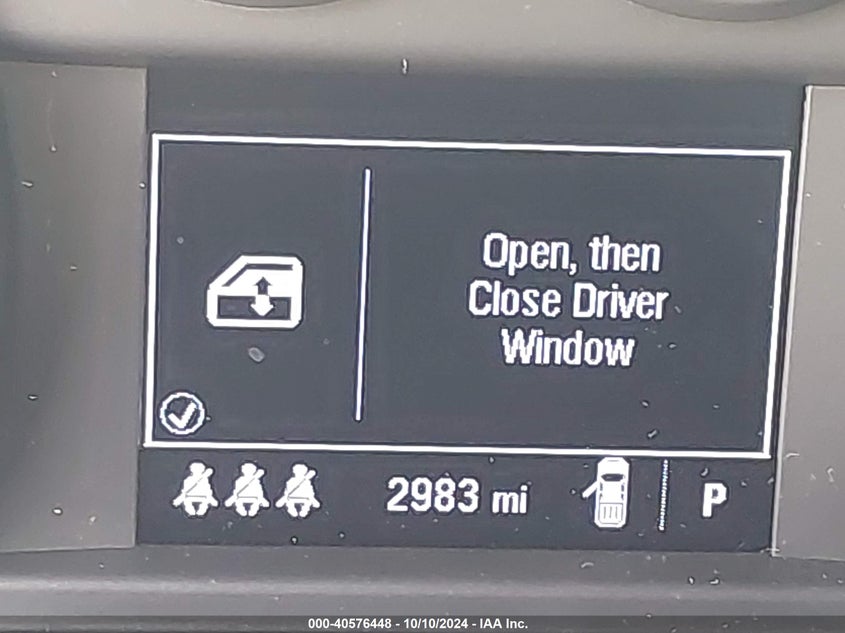 Open, then
Close Driver
Window
2983 mi
P
000-40576448 - 10/10/2024 - IAA Inc.